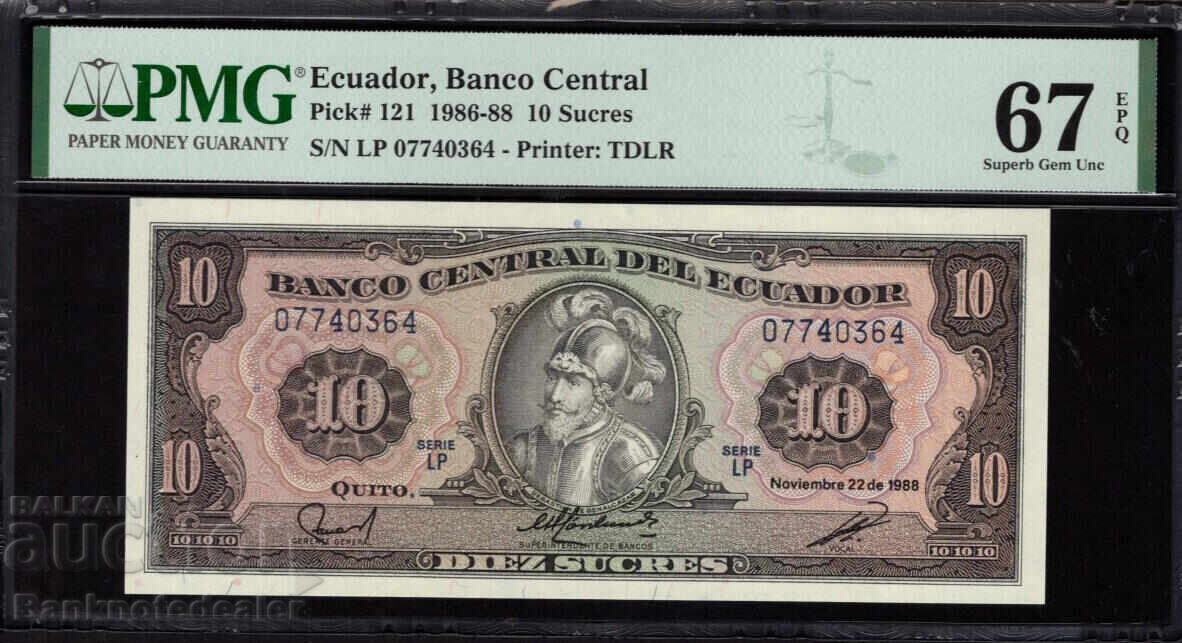 PMG®
PAPER MONEY GUARANTY
Ecuador, Banco Central
Pick# 121 1986-88 10 Sucres
S/N LP 07740364 - Printer: TDLR
67
EPQ
Superb Gem Unc
10
10
BANCO CENTRAL DEL ECUADOR
07740364
07740364
10
10
SERIE
LP
SERIE
LP
10
10
QUITO,
Noviembre 22 de 1988
GERENTE GENERAL
SUPERINTENDENTE DE BANCOS
VOCAL
10 10 10
10 10 10
DIEZ SUCRES
BALKAN
auction
Banknotedealer